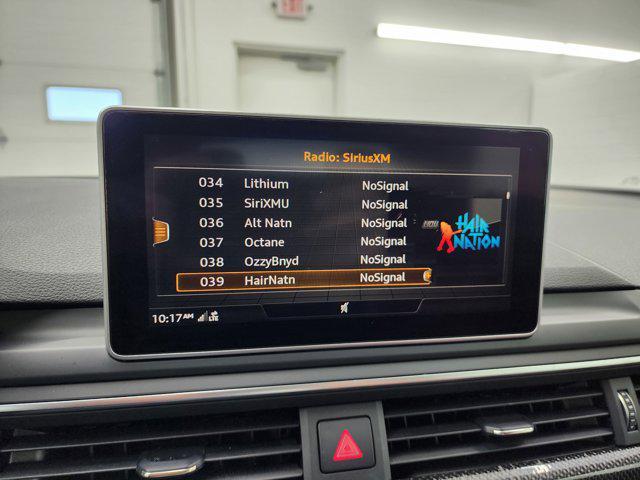 Radio: SiriusXM
034 Lithium NoSignal
035 SiriXMU NoSignal
036 Alt Natn NoSignal
037 Octane NoSignal
038 OzzyBnyd NoSignal
039 HairNatn NoSignal
HAIR
NATION
10:17AM LTE